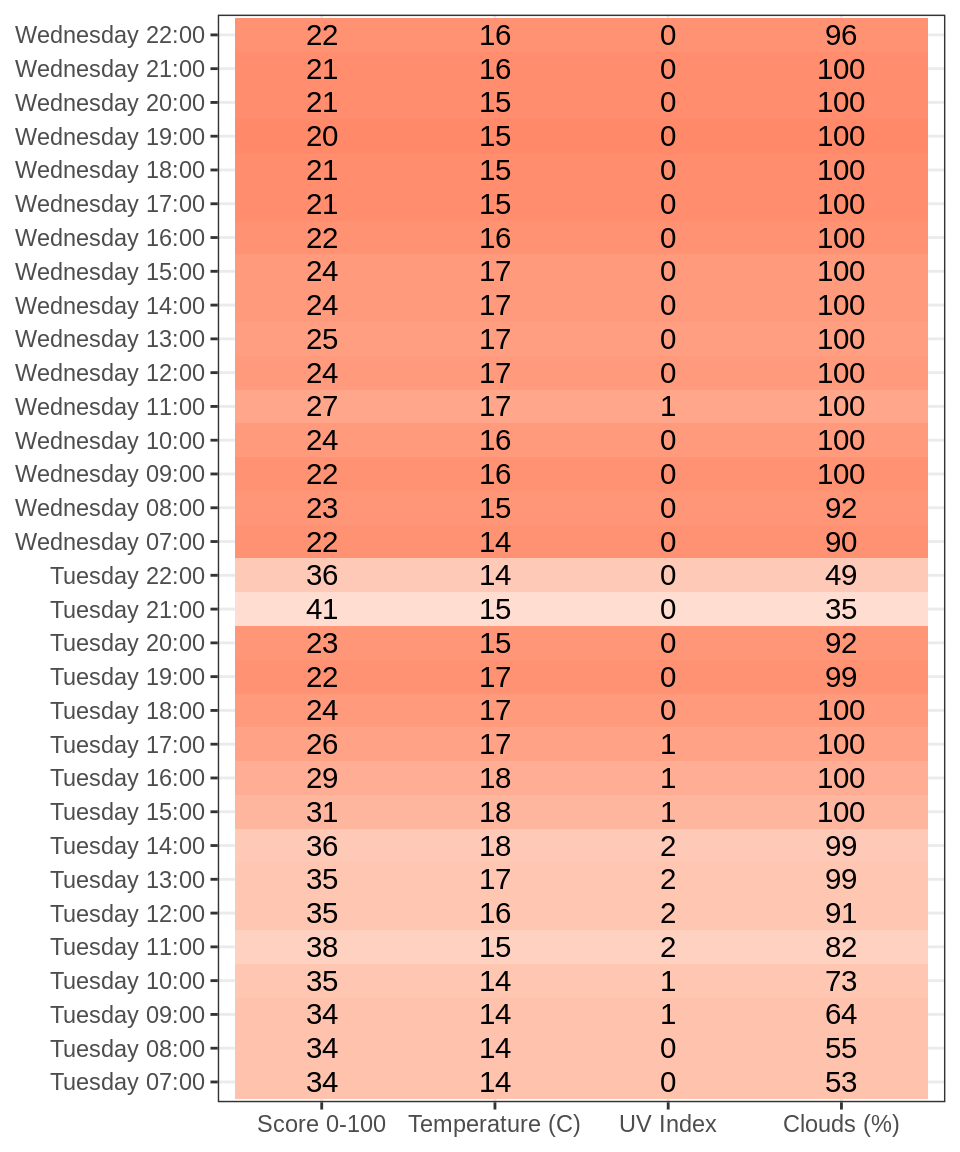 Wednesday 22:00 22 16 0 96
Wednesday 21:00 21 16 0 100
Wednesday 20:00 21 15 0 100
Wednesday 19:00 20 15 0 100
Wednesday 18:00 21 15 0 100
Wednesday 17:00 21 15 0 100
Wednesday 16:00 22 16 0 100
Wednesday 15:00 24 17 0 100
Wednesday 14:00 24 17 0 100
Wednesday 13:00 25 17 0 100
Wednesday 12:00 24 17 0 100
Wednesday 11:00 27 17 1 100
Wednesday 10:00 24 16 0 100
Wednesday 09:00 22 16 0 100
Wednesday 08:00 23 15 0 92
Wednesday 07:00 22 14 0 90
Tuesday 22:00 36 14 0 49
Tuesday 21:00 41 15 0 35
Tuesday 20:00 23 15 0 92
Tuesday 19:00 22 17 0 99
Tuesday 18:00 24 17 0 100
Tuesday 17:00 26 17 1 100
Tuesday 16:00 29 18 1 100
Tuesday 15:00 31 18 1 100
Tuesday 14:00 36 18 2 99
Tuesday 13:00 35 17 2 99
Tuesday 12:00 35 16 2 91
Tuesday 11:00 38 15 2 82
Tuesday 10:00 35 14 1 73
Tuesday 09:00 34 14 1 64
Tuesday 08:00 34 14 0 55
Tuesday 07:00 34 14 0 53
Score 0-100 Temperature (C) UV Index Clouds (%)